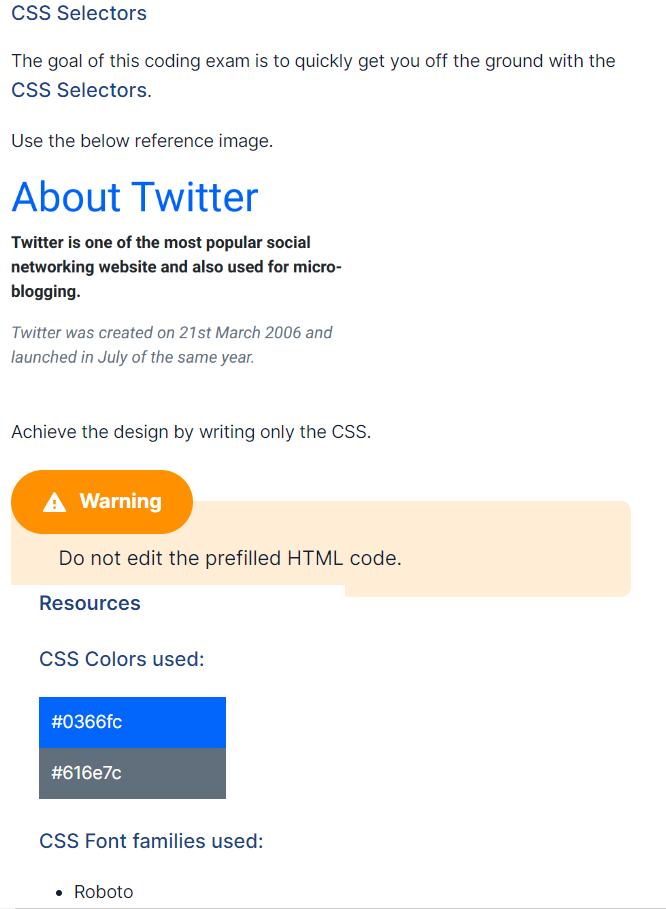 CSS Selectors
The goal of this coding exam is to quickly get you off the ground with the
CSS Selectors.
Use the below reference image.
About Twitter
Twitter is one of the most popular social
networking website and also used for micro-
blogging.
Twitter was created on 21st March 2006 and
launched in July of the same year.
Achieve the design by writing only the CSS.
Warning
Do not edit the prefilled HTML code.
Resources
CSS Colors used:
#0366fc
#616e7c
CSS Font families used:
• Roboto